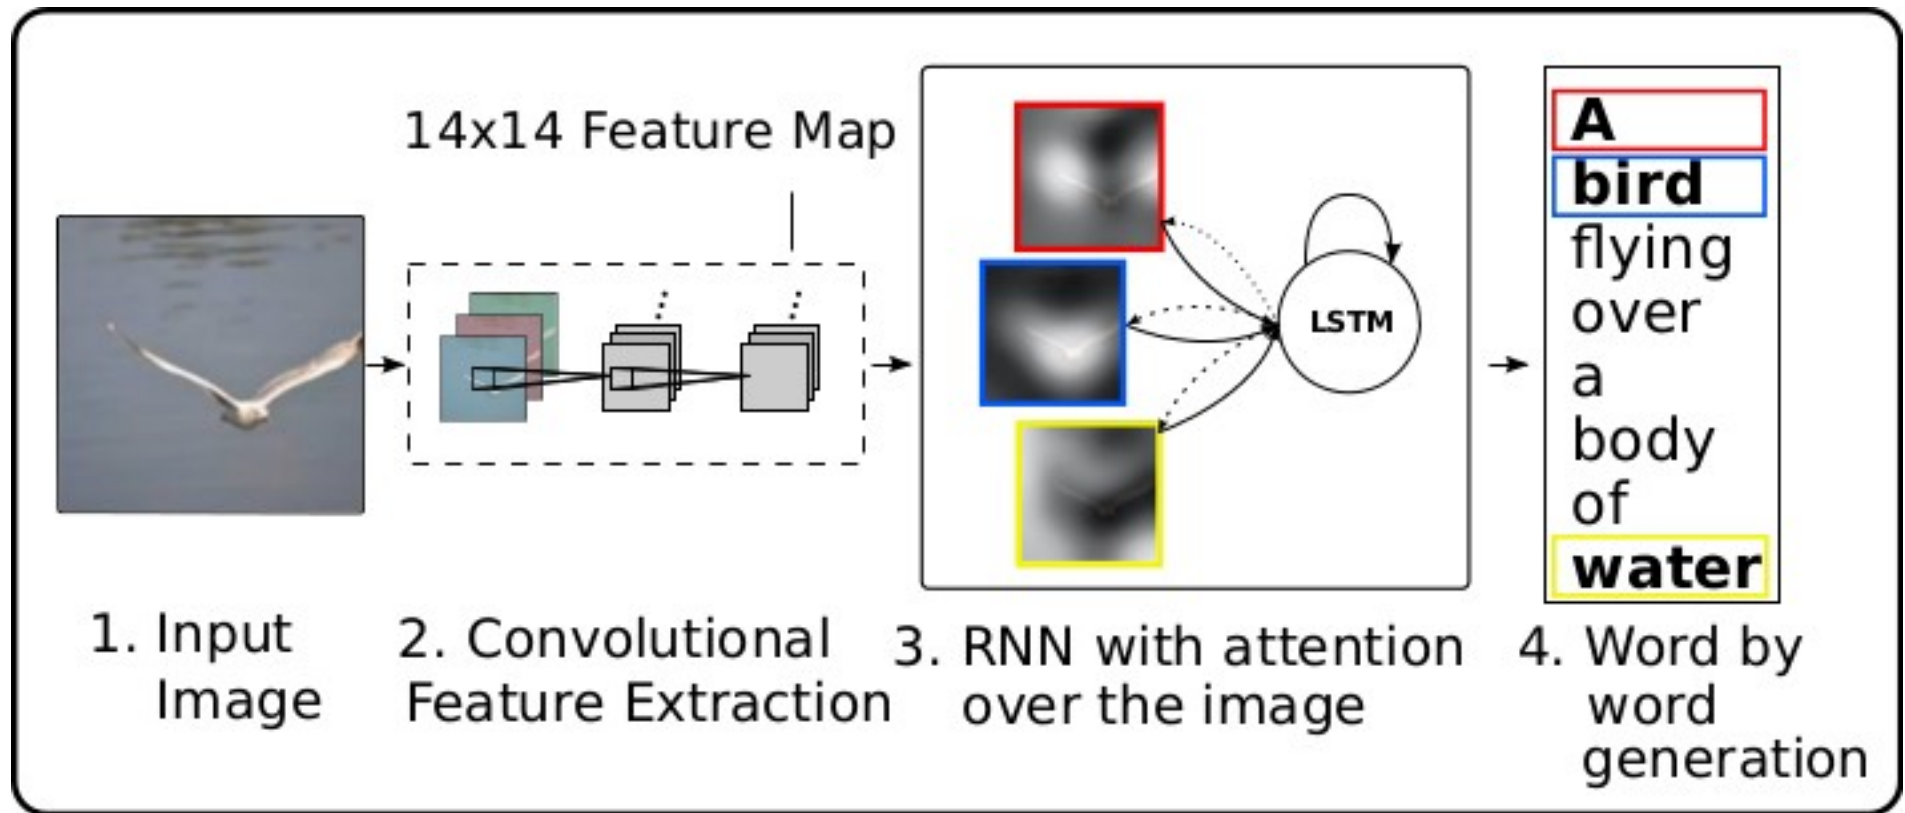 14x14 Feature Map
LSTM
A
bird
flying
over
a
body
of
water
1. Input
Image
2. Convolutional
Feature Extraction
3. RNN with attention
over the image
4. Word by
word
generation